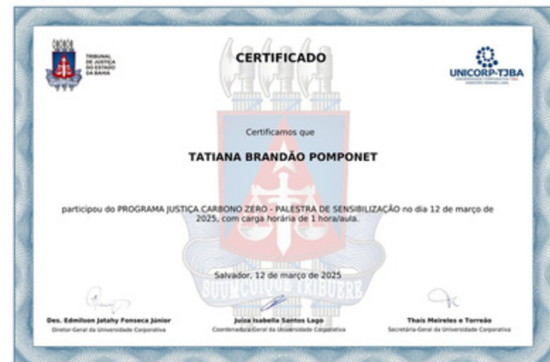 TRIBUNAL
DE JUSTIÇA
DO ESTADO
DA BAHIA
CERTIFICADO
UNICORP-TJBA
Certificamos que
TATIANA BRANDÃO POMPONET
participou do PROGRAMA JUSTIÇA CARBONO ZERO - PALESTRA DE SENSIBILIZAÇÃO no dia 12 de março de
2025, com carga horária de 1 hora/aula.
Salvador, 12 de março de 2025
Des. Edmilson Jatahy Fonseca Júnior
Diretor-Geral da Universidade Corporativa
Juíza Isabella Santos Lago
Coordenadora-Geral da Universidade Corporativa
Thaís Meireles e Torreão
Secretária-Geral da Universidade Corporativa